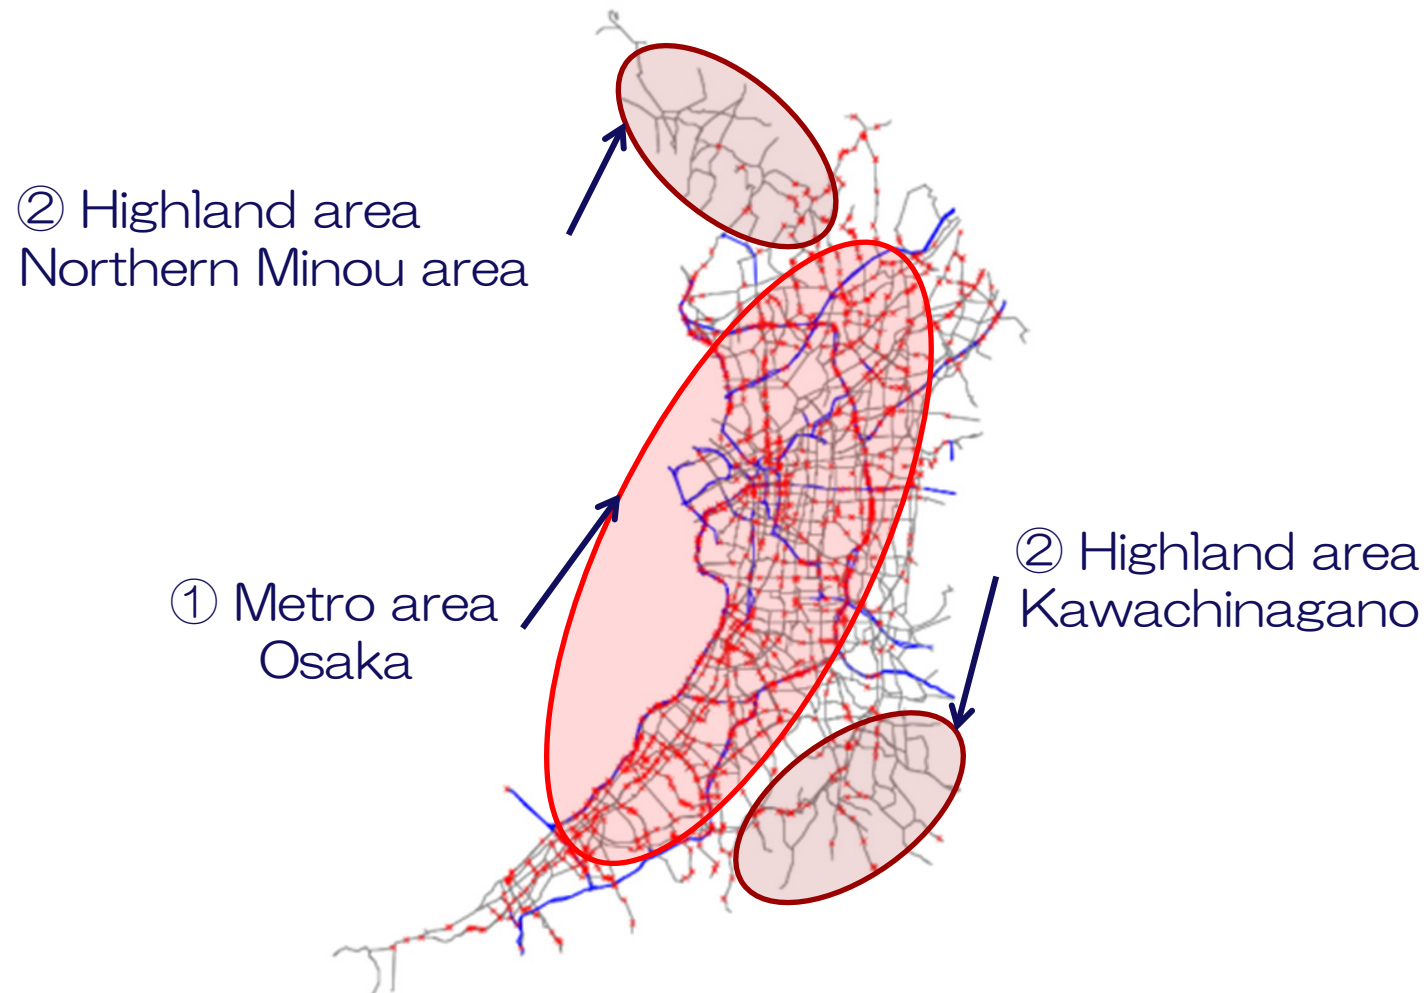 ② Highland area
Northern Minou area
① Metro area
Osaka
② Highland area
Kawachinagano